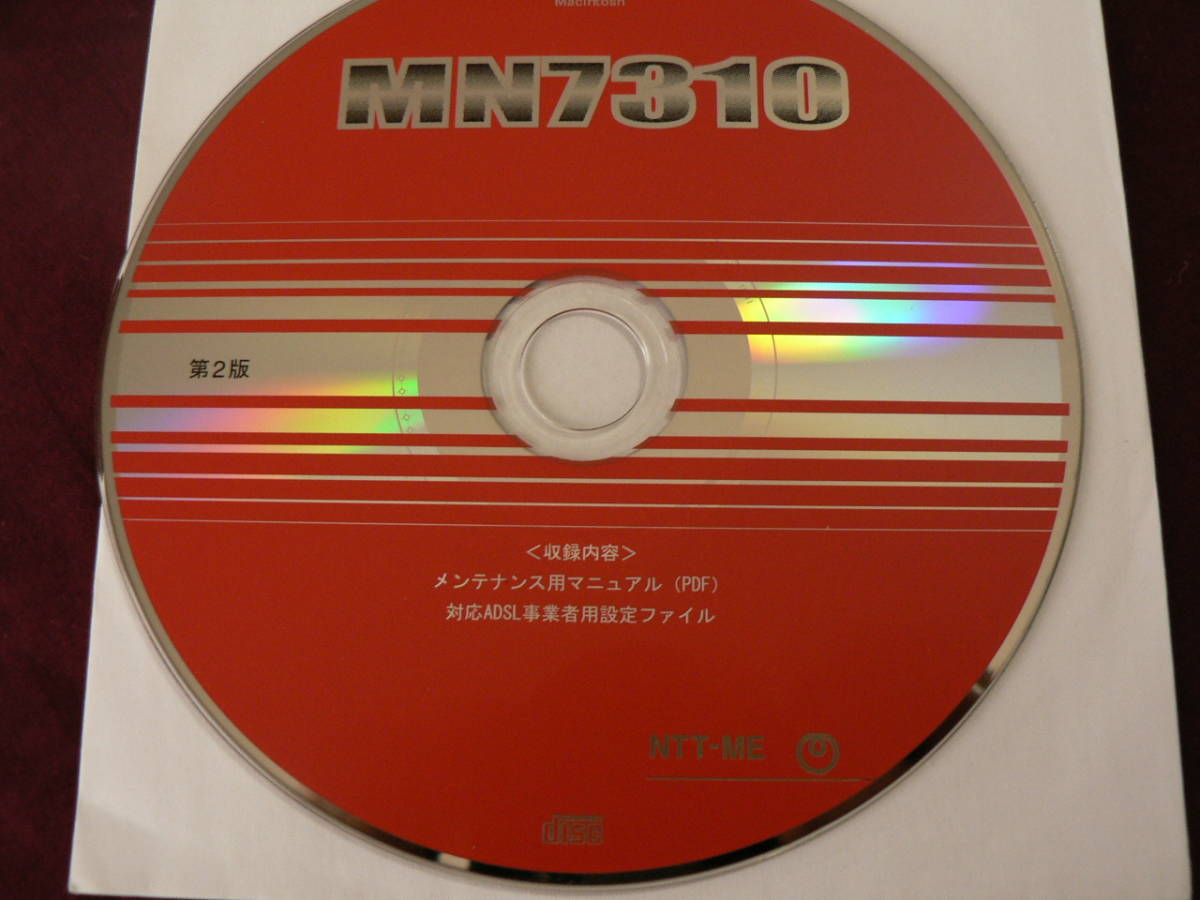 Macintosh
MN7310
第2版
＜収録内容＞
メンテナンス用マニュアル（PDF）
対応ADSL事業者用設定ファイル
NTT-ME
disc